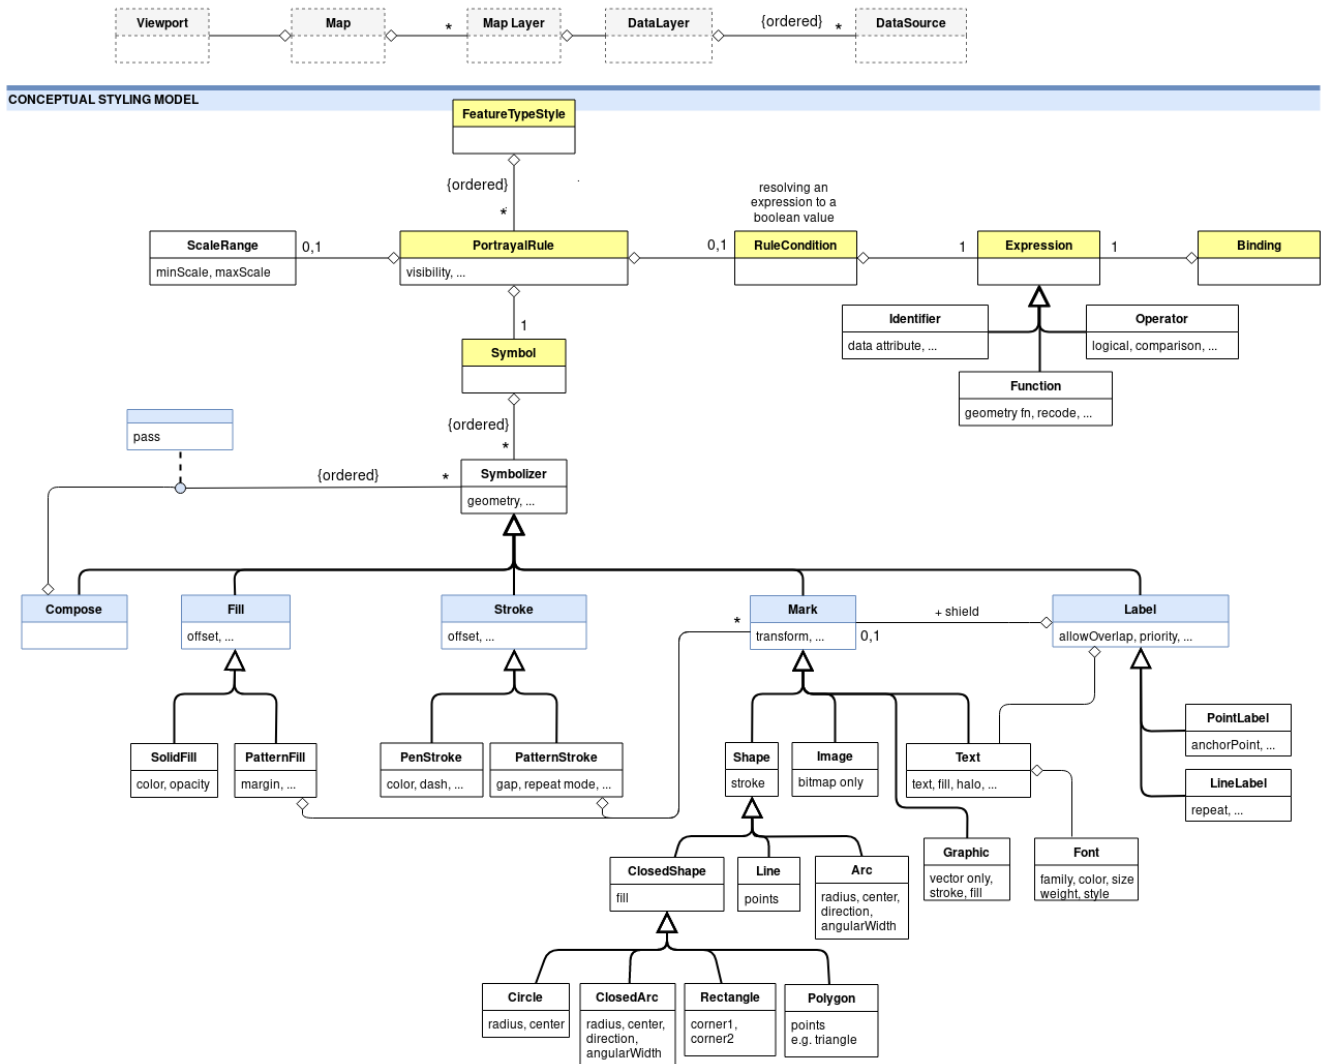 Viewport
Map
*
Map Layer
DataLayer
{ordered}
*
DataSource
CONCEPTUAL STYLING MODEL
FeatureTypeStyle
{ordered}
*
resolving an
expression to a
boolean value
ScaleRange
minScale, maxScale
0,1
PortrayalRule
visibility, ...
0,1
RuleCondition
1
Expression
1
Binding
Identifier
data attribute, ...
Operator
logical, comparison, ...
Function
geometry fn, recode, ...
1
Symbol
{ordered}
*
pass
{ordered}
*
Symbolizer
geometry, ...
Compose
Fill
offset, ...
Stroke
offset, ...
*
Mark
transform, ...
0,1
+ shield
Label
allowOverlap, priority, ...
SolidFill
color, opacity
PatternFill
margin, ...
PenStroke
color, dash, ...
PatternStroke
gap, repeat mode, ...
Shape
stroke
Image
bitmap only
Text
text, fill, halo, ...
PointLabel
anchorPoint, ...
LineLabel
repeat, ...
ClosedShape
fill
Line
points
Arc
radius, center,
direction,
angularWidth
Graphic
vector only,
stroke, fill
Font
family, color, size
weight, style
Circle
radius, center
ClosedArc
radius, center,
direction,
angularWidth
Rectangle
corner1,
corner2
Polygon
points
e.g. triangle